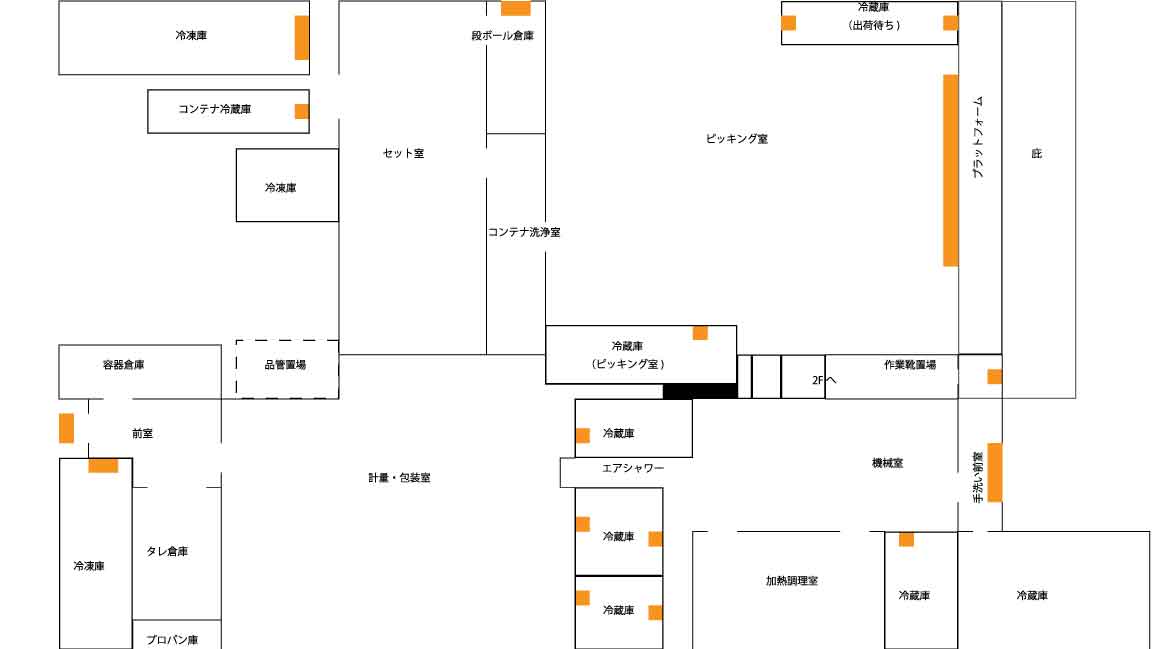 冷凍庫
段ボール倉庫
冷蔵庫
（出荷待ち）
コンテナ冷蔵庫
セット室
ピッキング室
プラットフォーム
庇
冷凍庫
コンテナ洗浄室
容器倉庫
品管置場
冷蔵庫
（ピッキング室）
2Fへ
作業靴置場
前室
冷蔵庫
エアシャワー
計量・包装室
機械室
手洗い前室
冷凍庫
タレ倉庫
冷蔵庫
加熱調理室
冷蔵庫
冷蔵庫
冷蔵庫
プロパン庫